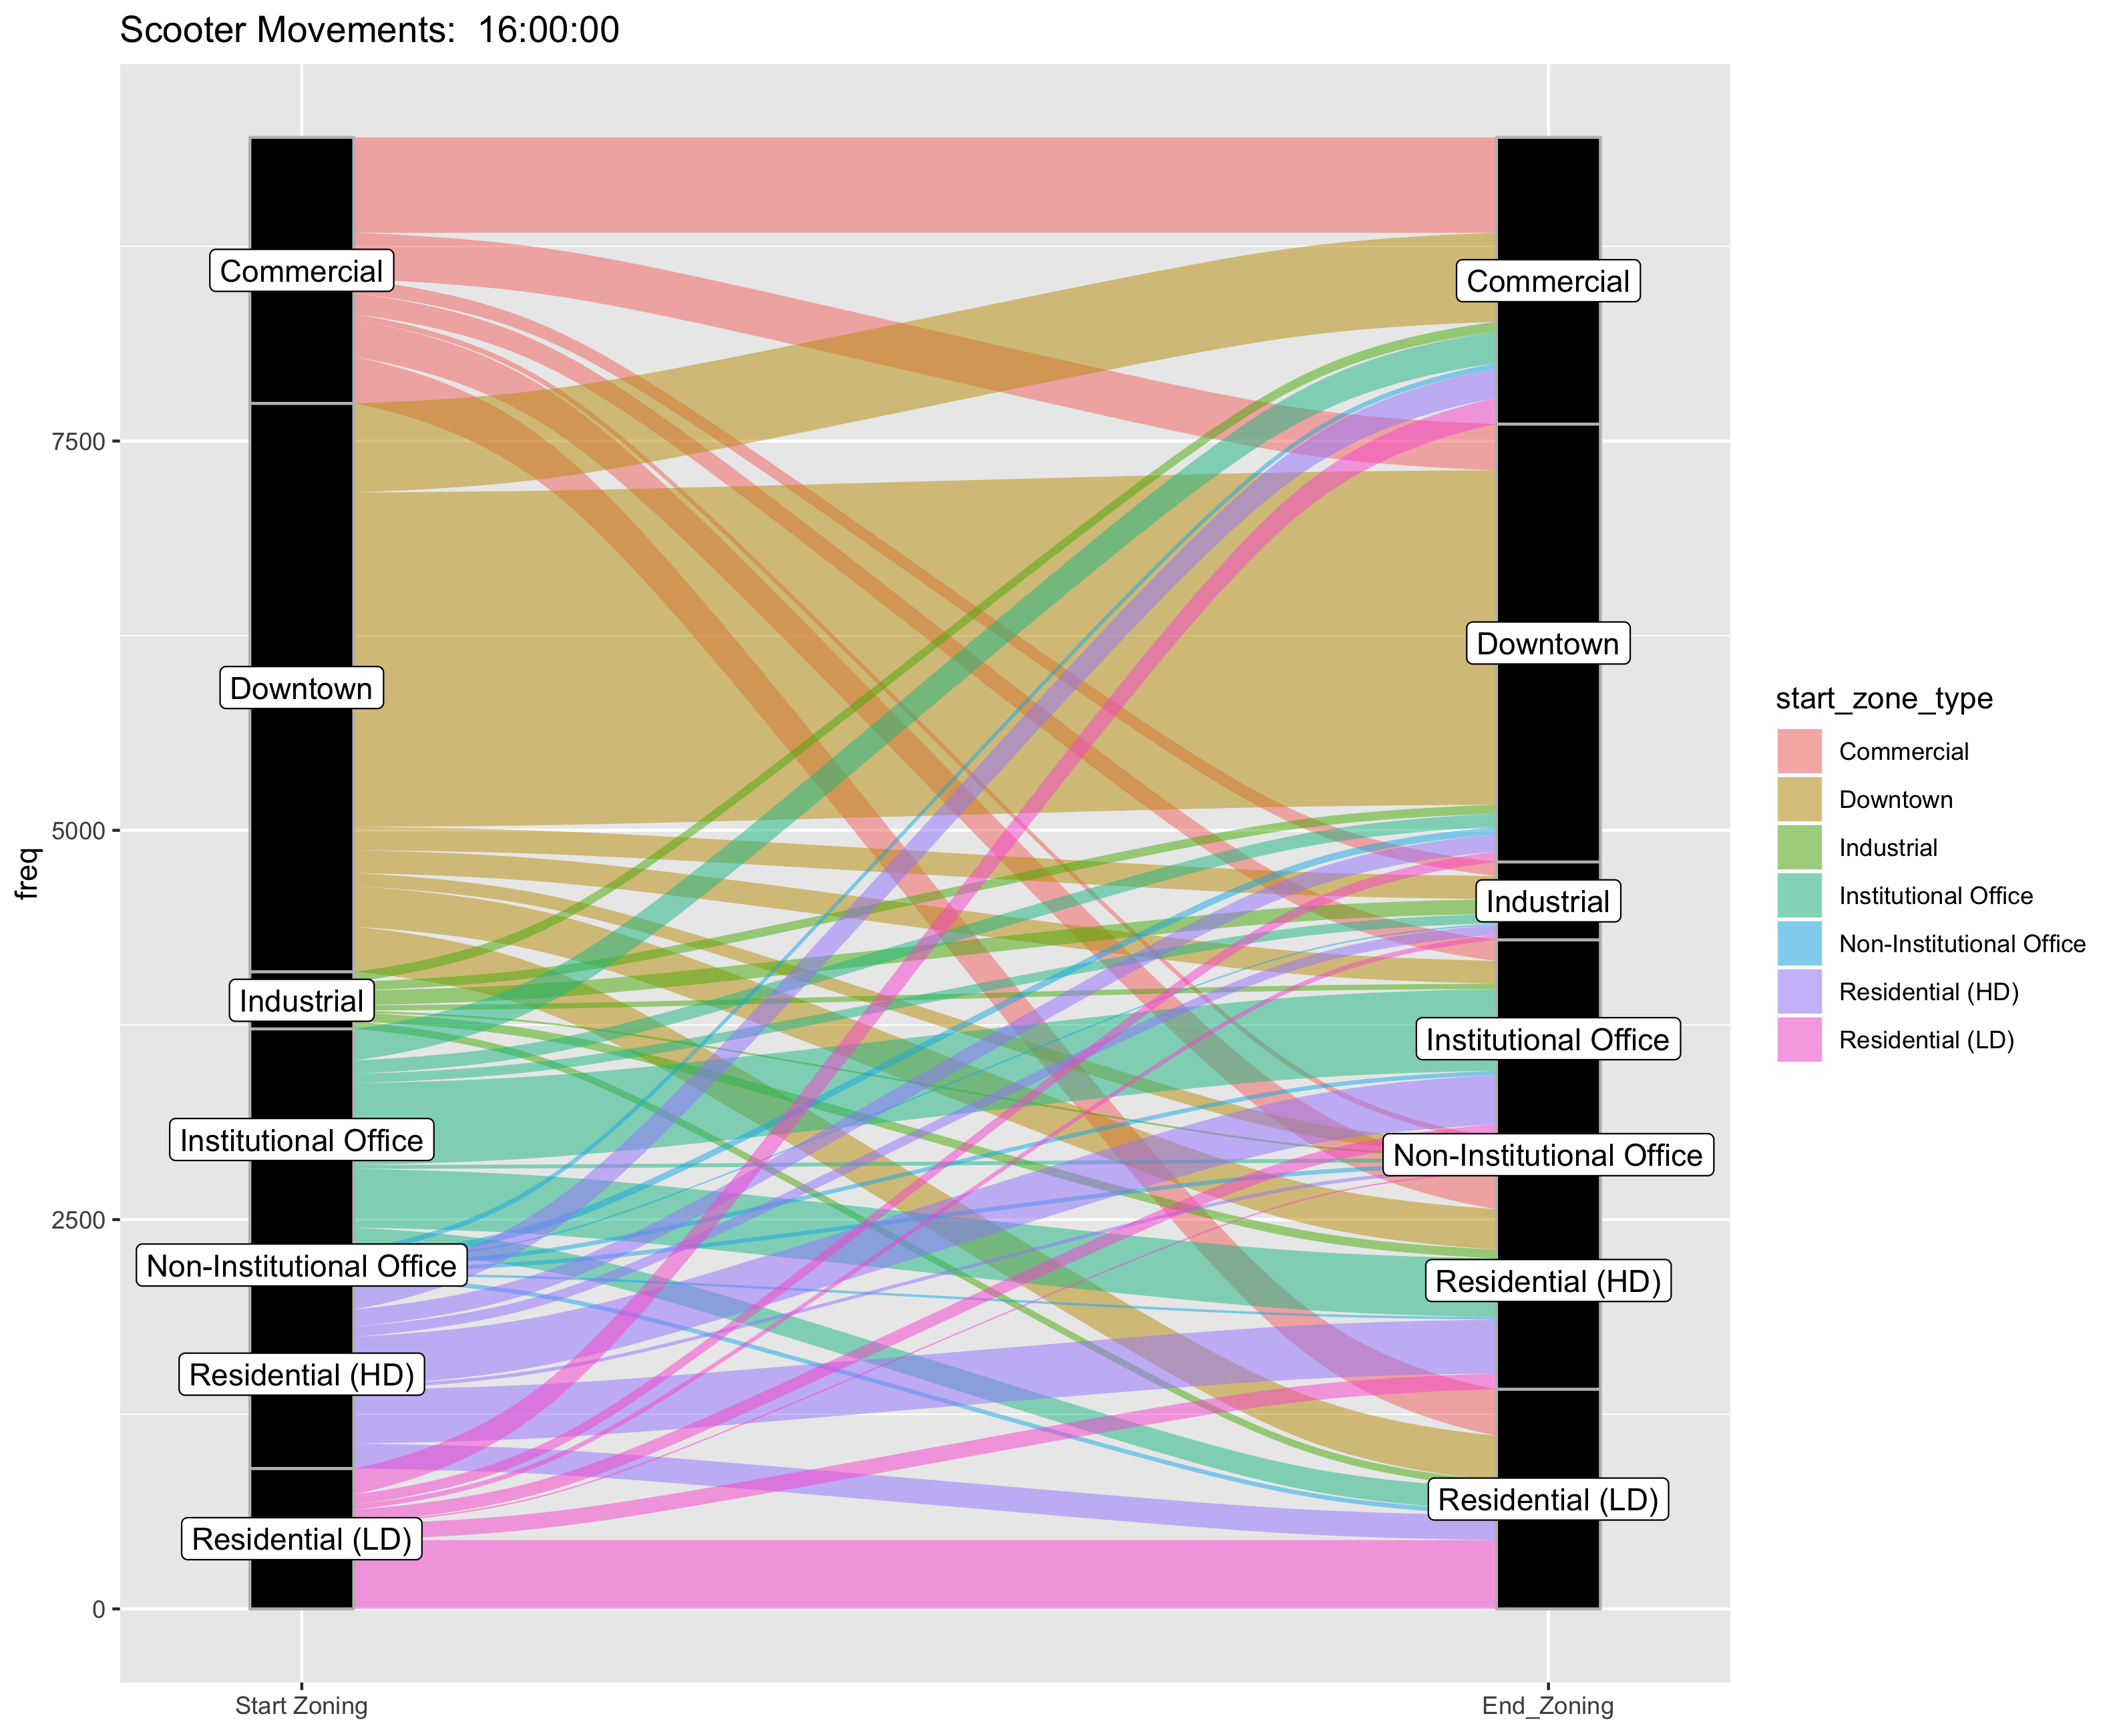 Scooter Movements:  16:00:00
freq
7500
5000
2500
0
Commercial
Downtown
Industrial
Institutional Office
Non-Institutional Office
Residential (HD)
Residential (LD)
Commercial
Downtown
Industrial
Institutional Office
Non-Institutional Office
Residential (HD)
Residential (LD)
Start Zoning
End_Zoning
start_zone_type
Commercial
Downtown
Industrial
Institutional Office
Non-Institutional Office
Residential (HD)
Residential (LD)